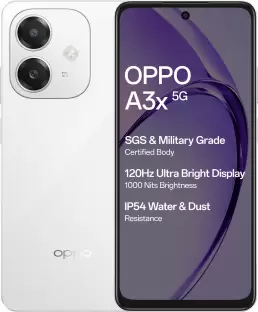 OPPO
A3x 5G
SGS & Military Grade
Certified Body
120Hz Ultra Bright Display
1000 Nits Brightness
IP54 Water & Dust
Resistance
oppo